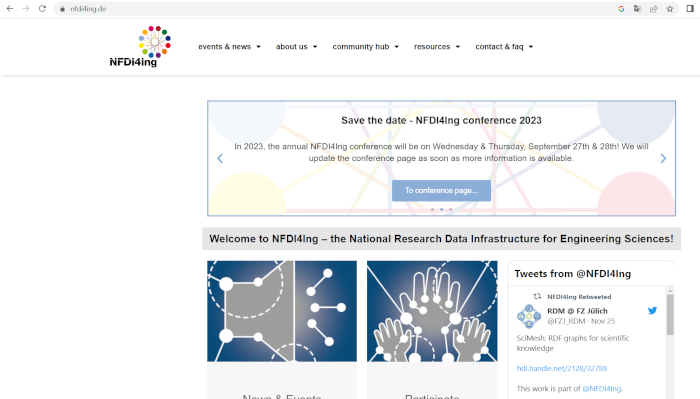 nfdi4ing.de
NFDI4Ing
events & news
about us
community hub
resources
contact & faq
Save the date - NFDI4Ing conference 2023
In 2023, the annual NFDI4Ing conference will be on Wednesday & Thursday, September 27th & 28th! We will
update the conference page as soon as more information is available.
To conference page...
Welcome to NFDI4Ing – the National Research Data Infrastructure for Engineering Sciences!
News & Events
Participate
Tweets from @NFDI4Ing
NFDI4Ing Retweeted
RDM @ FZ Jülich
@FZJ_RDM · Nov 25
SciMesh: RDF graphs for scientific
knowledge
hdl.handle.net/2128/32788
This work is part of @NFDI4Ing.